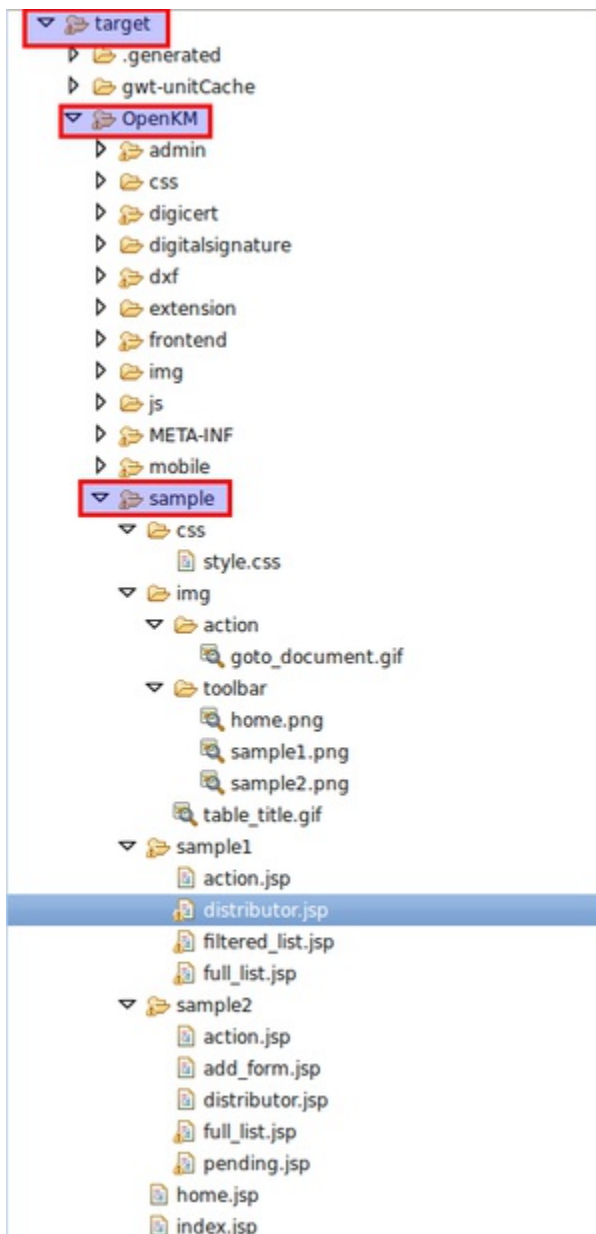 target
.generated
gwt-unitCache
OpenKM
admin
css
digicert
digitalsignature
dxf
extension
frontend
img
js
META-INF
mobile
sample
css
style.css
img
action
goto_document.gif
toolbar
home.png
sample1.png
sample2.png
table_title.gif
sample1
action.jsp
distributor.jsp
filtered_list.jsp
full_list.jsp
sample2
action.jsp
add_form.jsp
distributor.jsp
full_list.jsp
pending.jsp
home.jsp
index.jsp